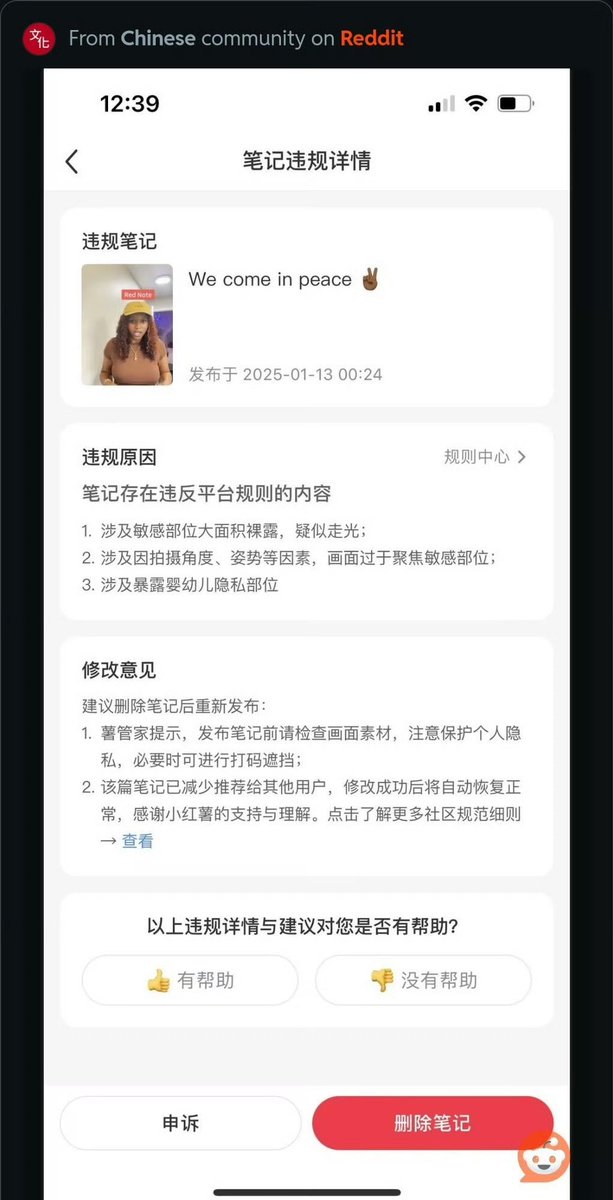 文化 From Chinese community on Reddit
12:39
笔记违规详情
违规笔记
Red Note
We come in peace ✌🏾
发布于 2025-01-13 00:24
违规原因 规则中心 >
笔记存在违反平台规则的内容
1. 涉及敏感部位大面积裸露，疑似走光；
2. 涉及因拍摄角度、姿势等因素，画面过于聚焦敏感部位；
3. 涉及暴露婴幼儿隐私部位
修改意见
建议删除笔记后重新发布：
1. 薯管家提示，发布笔记前请检查画面素材，注意保护个人隐
私，必要时可进行打码遮挡；
2. 该篇笔记已减少推荐给其他用户，修改成功后将自动恢复正
常，感谢小红薯的支持与理解。点击了解更多社区规范细则
→ 查看
以上违规详情与建议对您是否有帮助?
👍 有帮助 👎 没有帮助
申诉 删除笔记